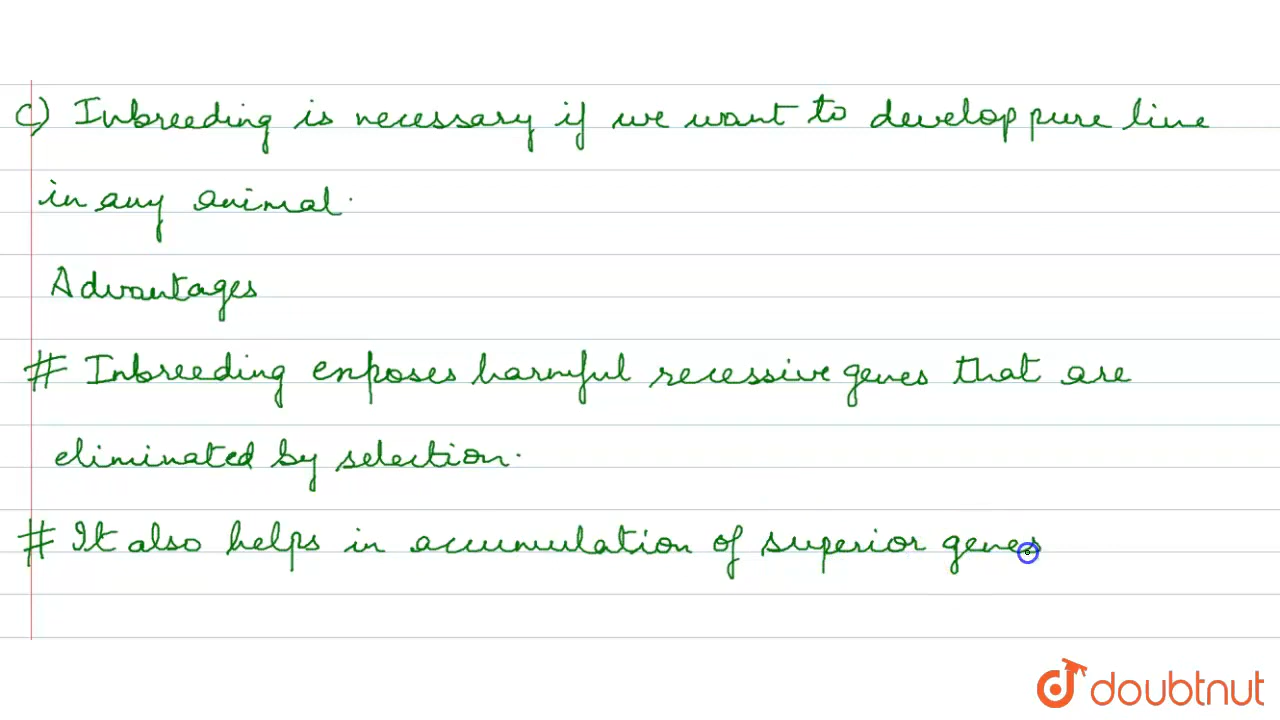 c) Inbreeding is necessary if we want to develop pure line
in any animal.
Advantages
# Inbreeding exposes harmful recessive genes that are
eliminated by selection.
# It also helps in accumulation of superior genes
doubtnut